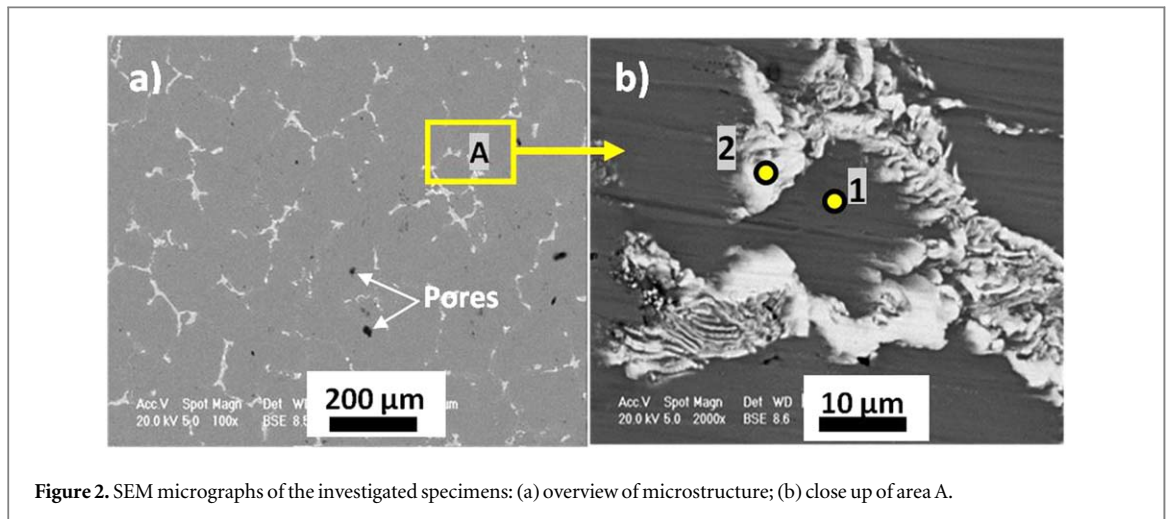 a)
A
Pores
Acc.V Spot Magn Det
20.0 kV 5.0 100x BSE 8.5
200 µm
b)
2
1
Acc.V Spot Magn Det WD
20.0 kV 5.0 2000x BSE 8.6
10 µm
Figure 2. SEM micrographs of the investigated specimens: (a) overview of microstructure; (b) close up of area A.